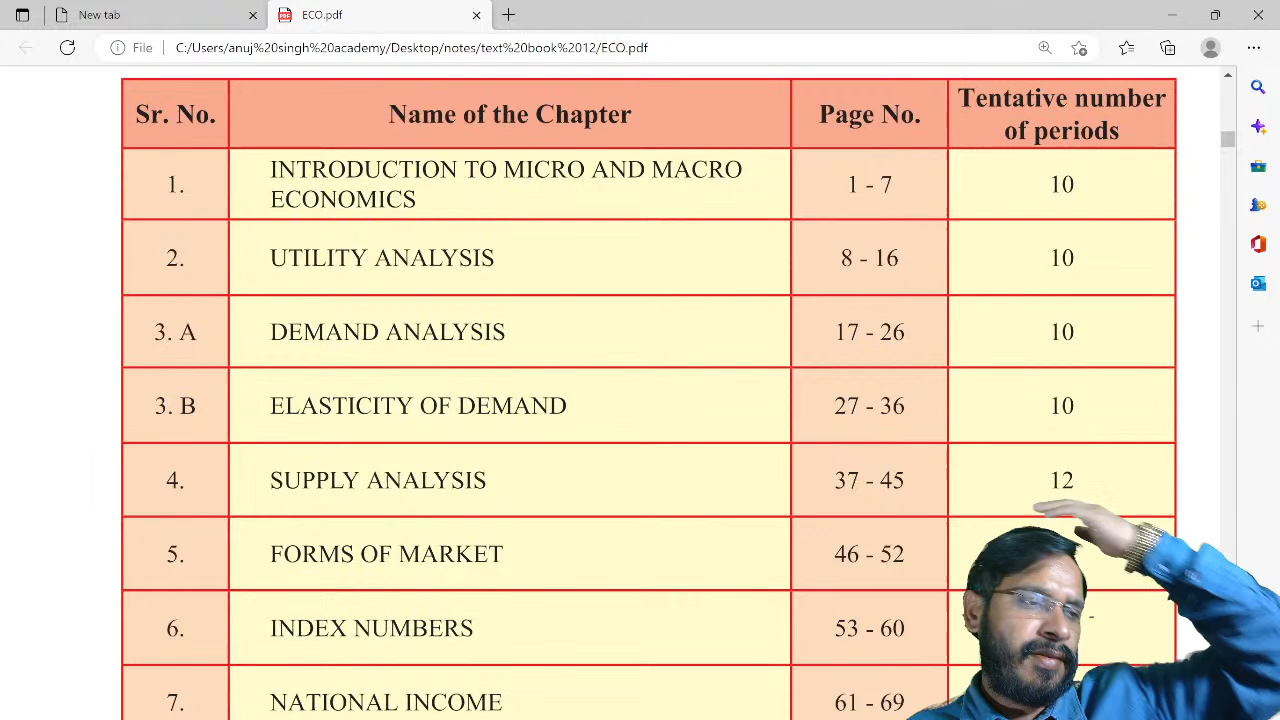 New tab
ECO.pdf
File
C:/Users/anuj%20singh%20academy/Desktop/notes/text%20book%2012/ECO.pdf
Sr. No. Name of the Chapter Page No. Tentative number of periods
1. INTRODUCTION TO MICRO AND MACRO ECONOMICS 1 - 7 10
2. UTILITY ANALYSIS 8 - 16 10
3. A DEMAND ANALYSIS 17 - 26 10
3. B ELASTICITY OF DEMAND 27 - 36 10
4. SUPPLY ANALYSIS 37 - 45 12
5. FORMS OF MARKET 46 - 52
6. INDEX NUMBERS 53 - 60
7. NATIONAL INCOME 61 - 69